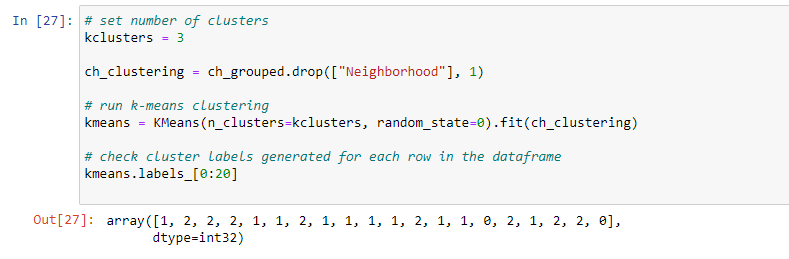 In [27]: # set number of clusters
kclusters = 3
ch_clustering = ch_grouped.drop(["Neighborhood"], 1)
# run k-means clustering
kmeans = KMeans(n_clusters=kclusters, random_state=0).fit(ch_clustering)
# check cluster labels generated for each row in the dataframe
kmeans.labels_[0:20]
Out[27]: array([1, 2, 2, 2, 1, 1, 2, 1, 1, 1, 1, 2, 1, 1, 0, 2, 1, 2, 2, 0],
dtype=int32)